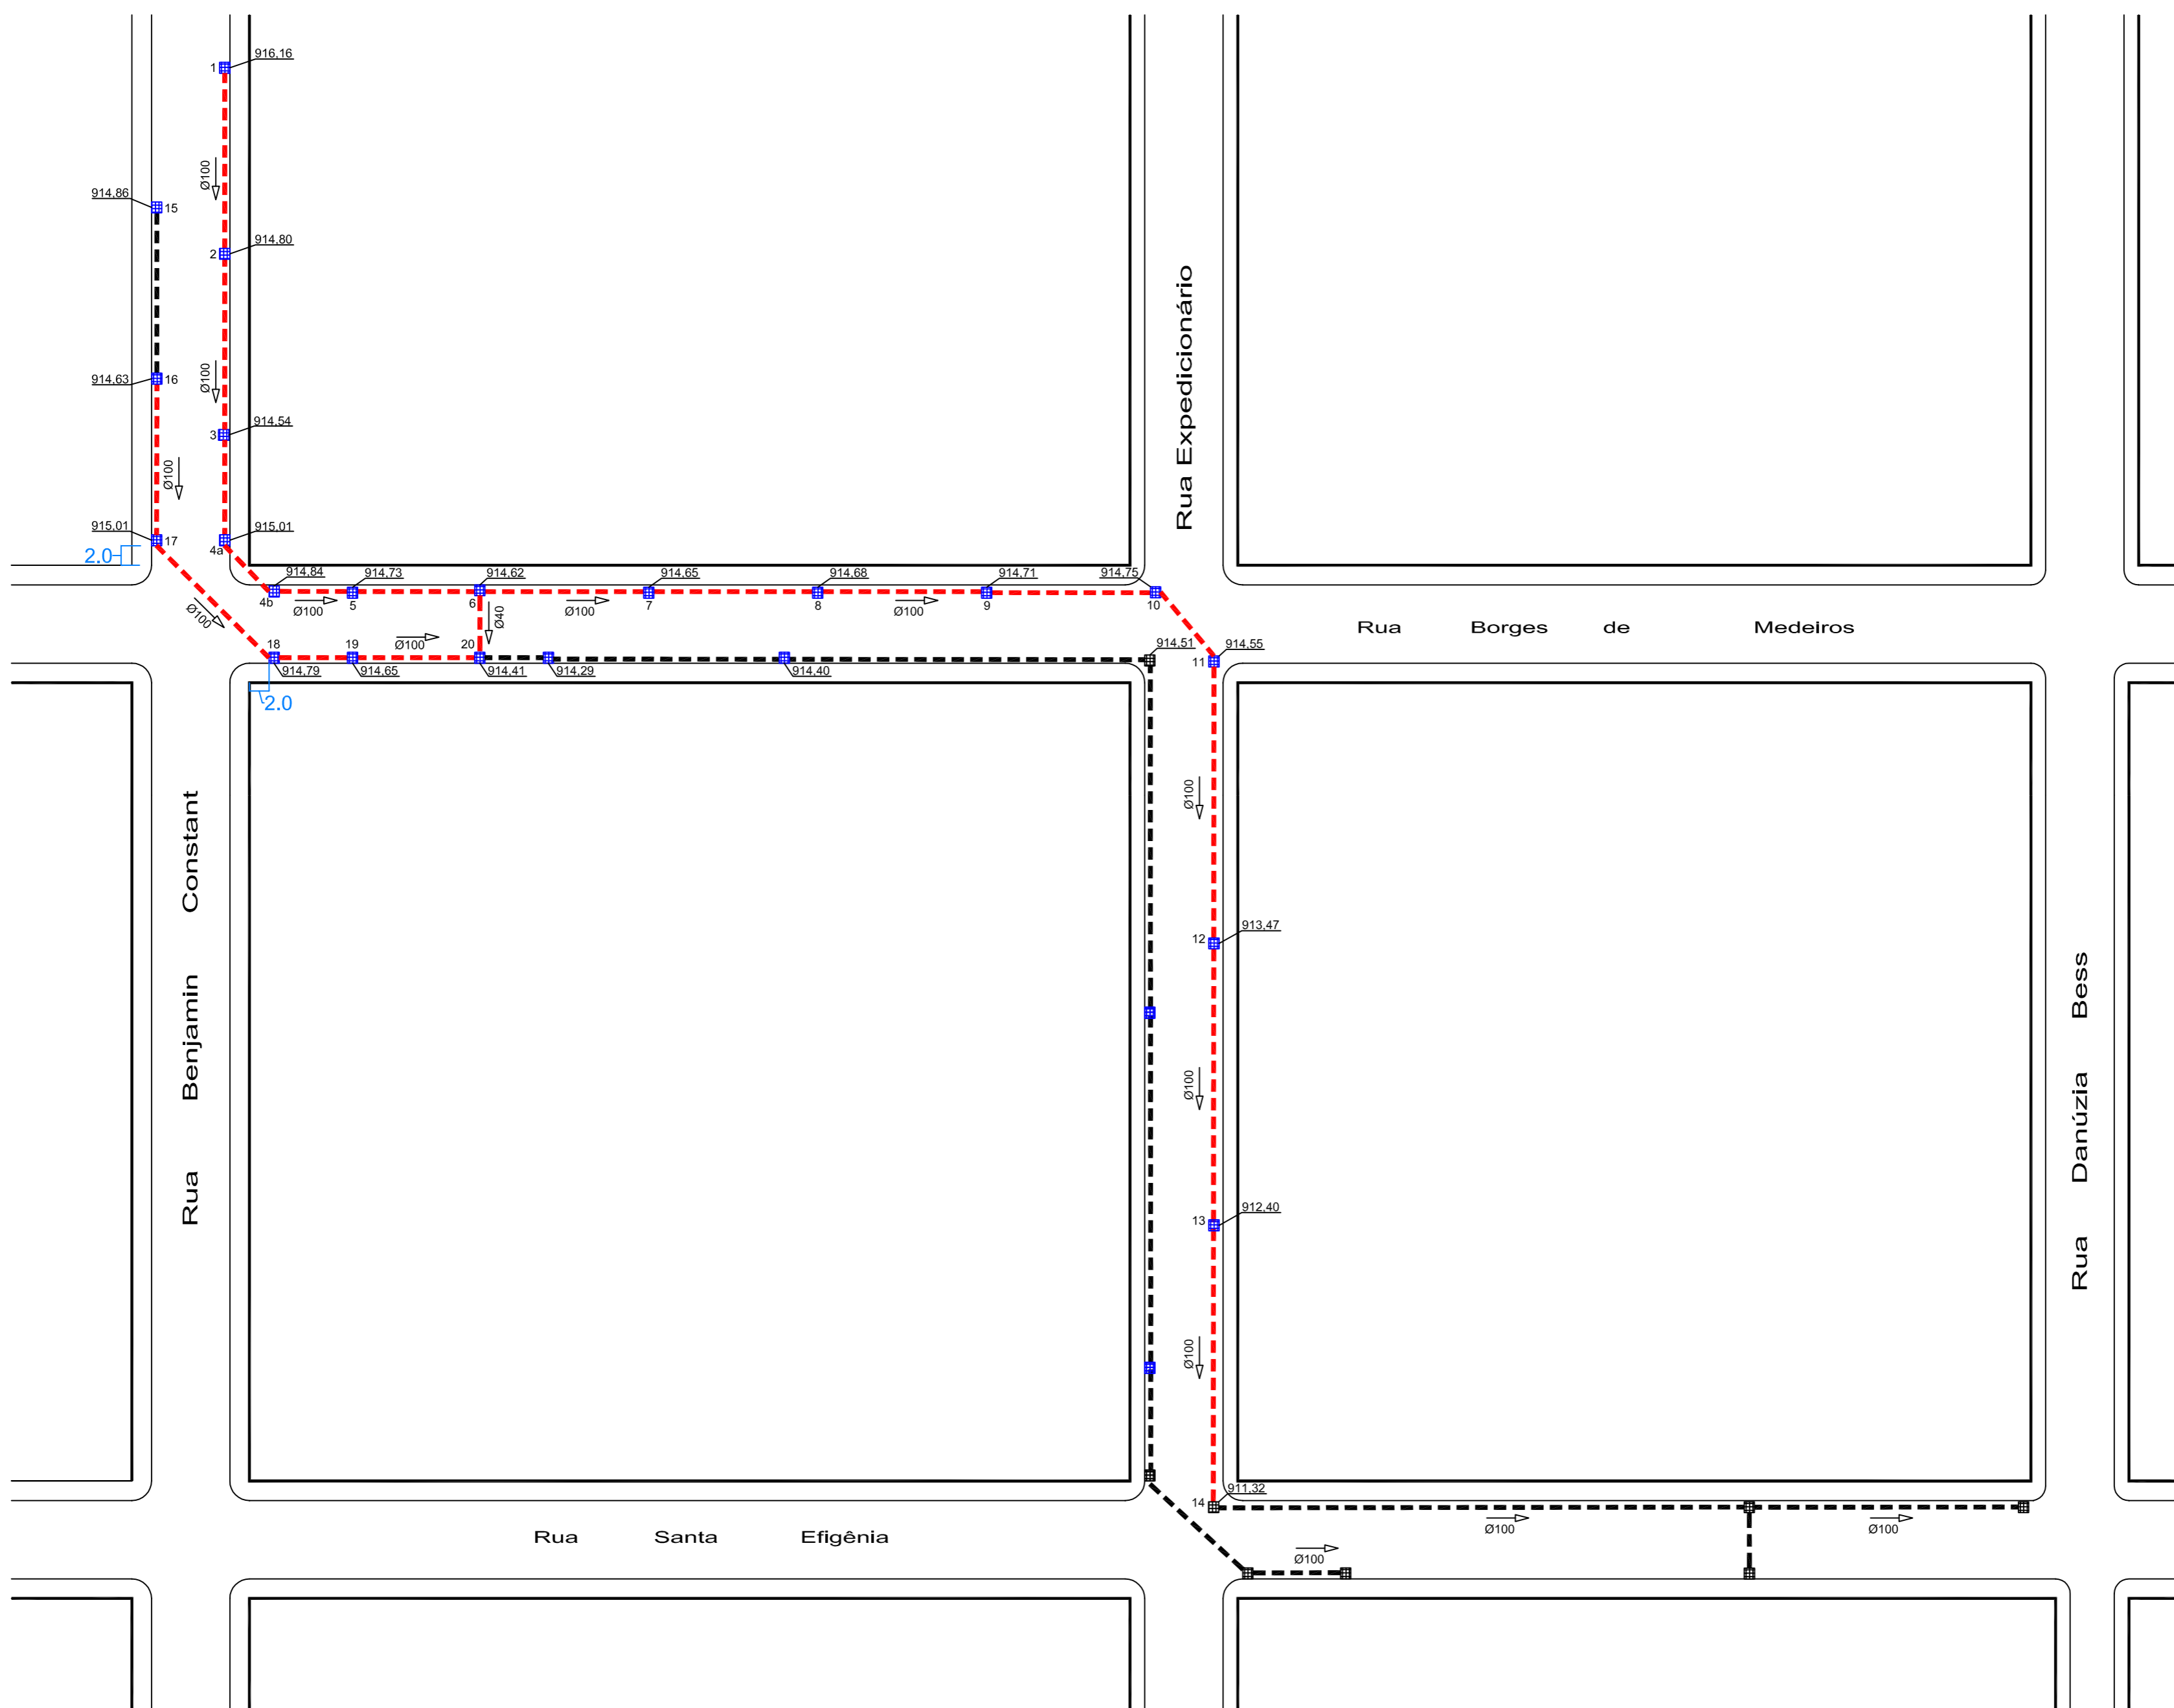 916,16
1
Ø100
914,86
15
914,80
2
914,63
16
Ø100
914,54
3
Ø100
915,01
17
915,01
4a
2.0
Rua Expedicionário
914,84
914,73
914,62
914,65
914,68
914,71
914,75
4b
5
6
7
8
9
10
Ø100
Ø100
Ø40
Ø100
Ø100
Rua Borges de Medeiros
18
19
Ø100
20
914,51
11
914,55
914,79
914,65
914,41
914,29
914,40
2.0
Rua Benjamin Constant
Ø100
12
913,47
Ø100
13
912,40
Ø100
Rua Danúzia Bess
14
911,32
Ø100
Ø100
Ø100
Rua Santa Efigênia